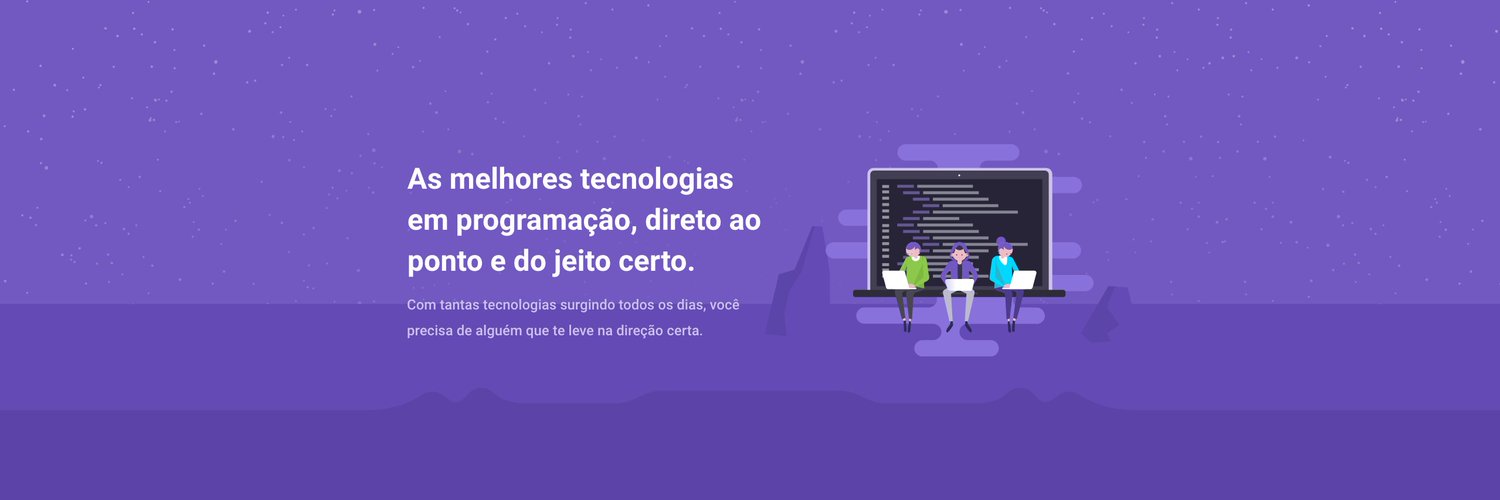 As melhores tecnologias
em programação, direto ao
ponto e do jeito certo.
Com tantas tecnologias surgindo todos os dias, você
precisa de alguém que te leve na direção certa.